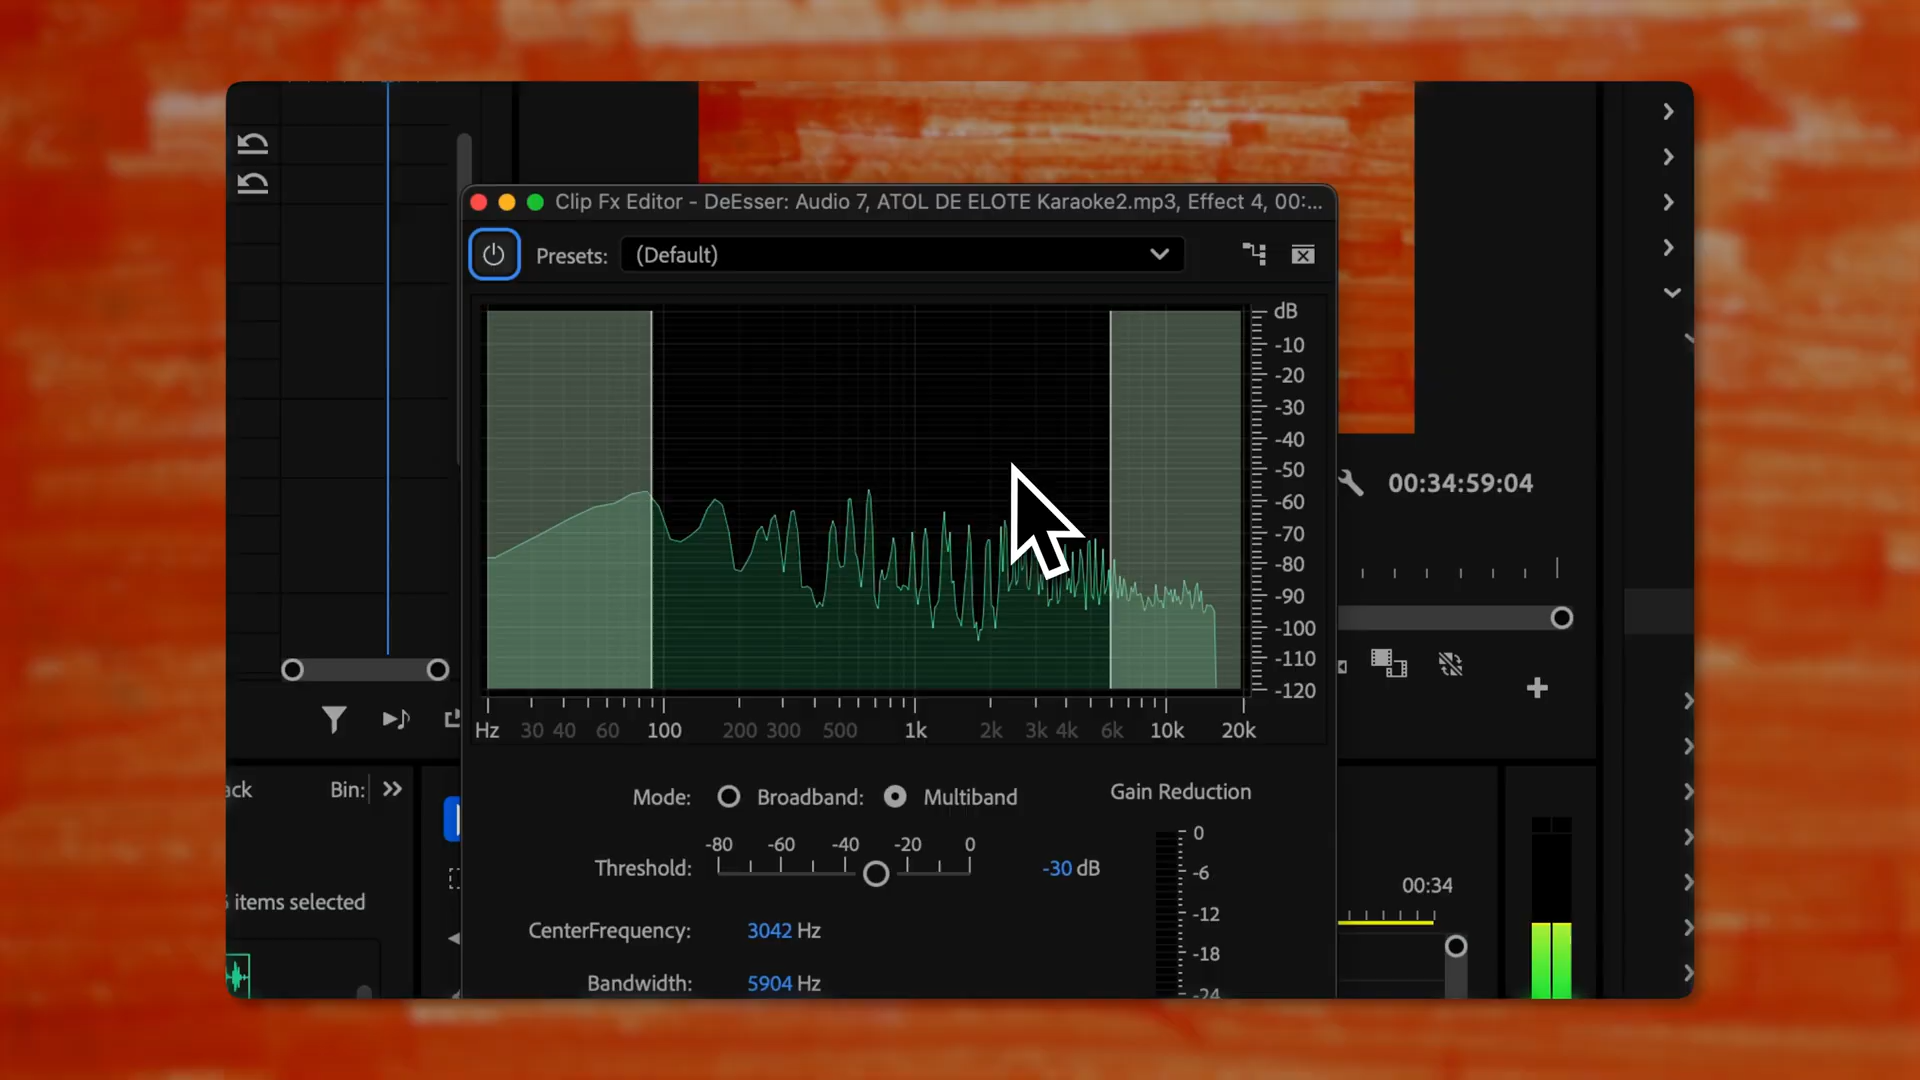 Clip Fx Editor - DeEsser: Audio 7, ATOL DE ELOTE Karaoke2.mp3, Effect 4, 00:...
Presets: (Default)
dB
-10
-20
-30
-40
-50
-60
-70
-80
-90
-100
-110
-120
Hz 30 40 60 100 200 300 500 1k 2k 3k 4k 6k 10k 20k
00:34:59:04
Bin:
ack
items selected
Mode: Broadband: Multiband
Gain Reduction
-80 -60 -40 -20 0
Threshold: -30 dB
CenterFrequency: 3042 Hz
Bandwidth: 5904 Hz
0
-6
-12
-18
-24
00:34